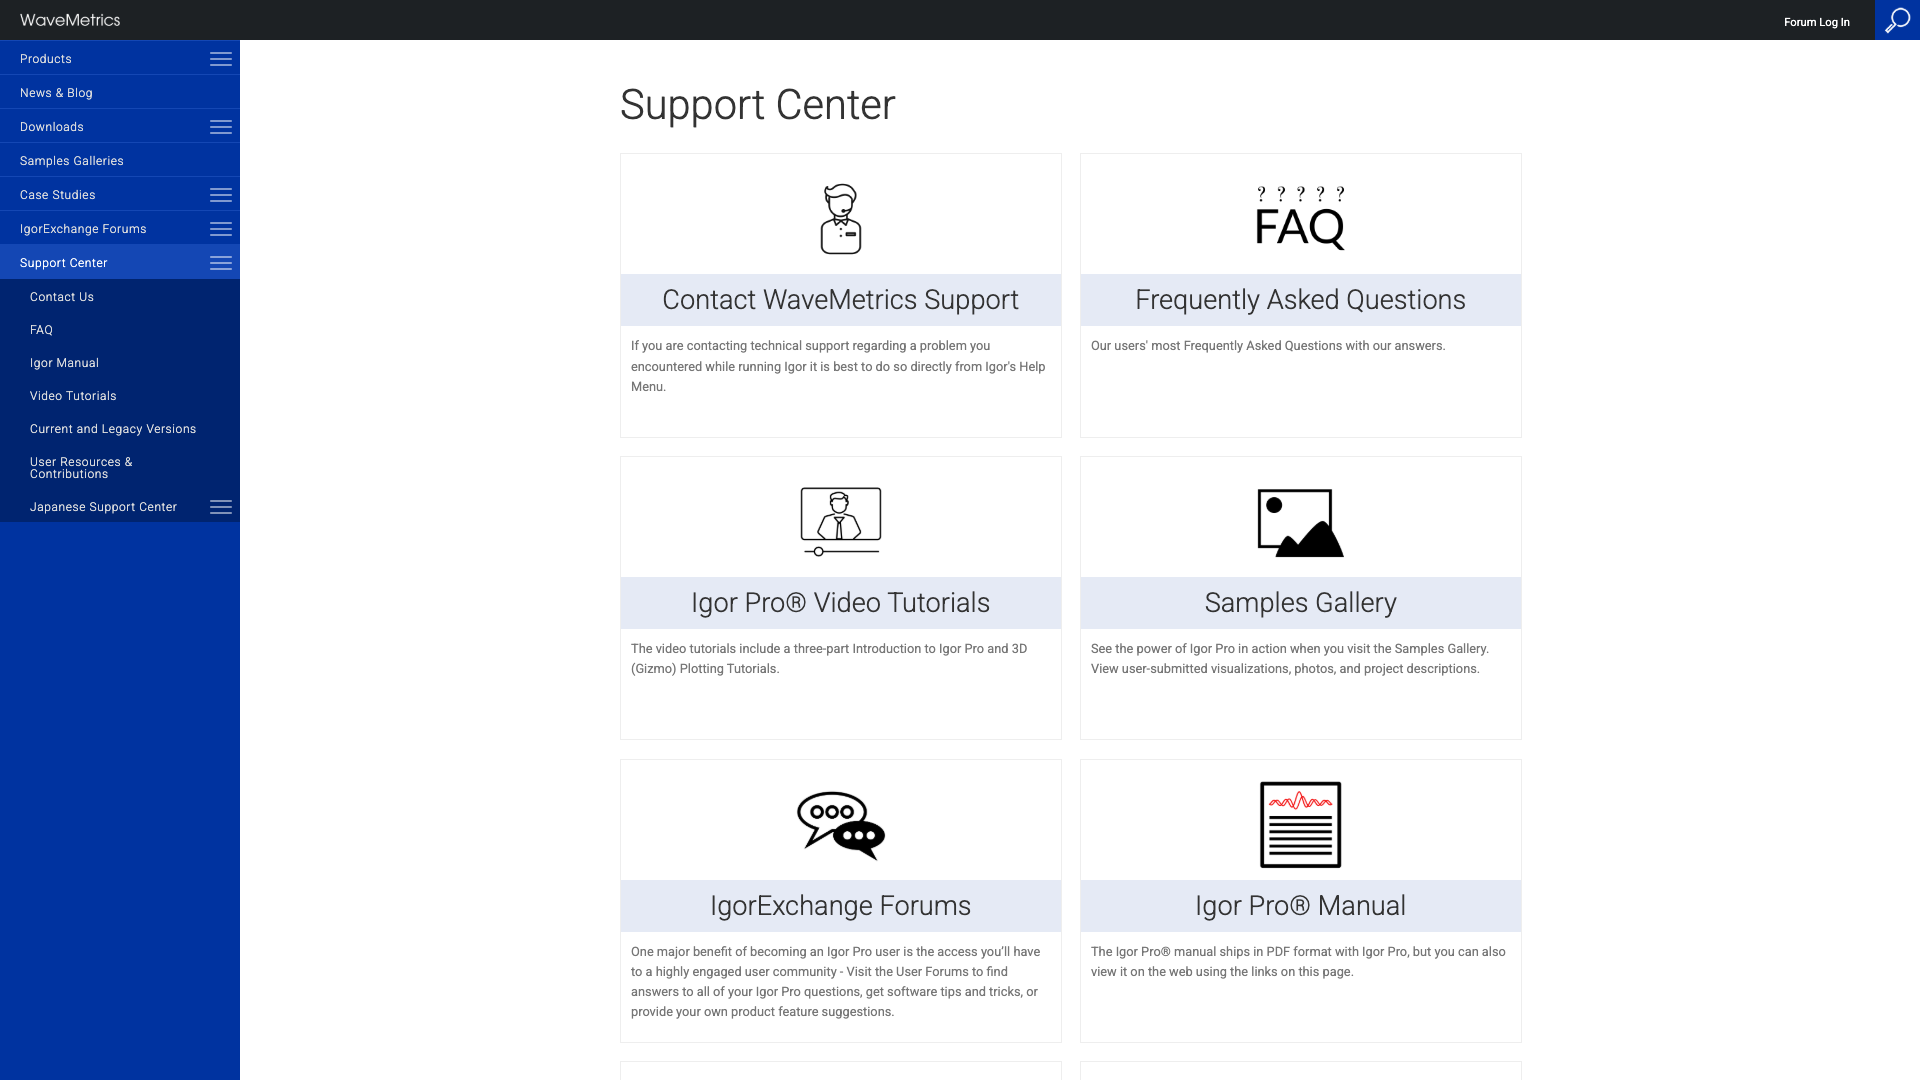 WaveMetrics
Forum Log In
Products
News & Blog
Downloads
Samples Galleries
Case Studies
IgorExchange Forums
Support Center
Contact Us
FAQ
Igor Manual
Video Tutorials
Current and Legacy Versions
User Resources &
Contributions
Japanese Support Center
Support Center
Contact WaveMetrics Support
If you are contacting technical support regarding a problem you
encountered while running Igor it is best to do so directly from Igor's Help
Menu.
? ? ? ? ?
FAQ
Frequently Asked Questions
Our users' most Frequently Asked Questions with our answers.
Igor Pro® Video Tutorials
The video tutorials include a three-part Introduction to Igor Pro and 3D
(Gizmo) Plotting Tutorials.
Samples Gallery
See the power of Igor Pro in action when you visit the Samples Gallery.
View user-submitted visualizations, photos, and project descriptions.
IgorExchange Forums
One major benefit of becoming an Igor Pro user is the access you’ll have
to a highly engaged user community - Visit the User Forums to find
answers to all of your Igor Pro questions, get software tips and tricks, or
provide your own product feature suggestions.
Igor Pro® Manual
The Igor Pro® manual ships in PDF format with Igor Pro, but you can also
view it on the web using the links on this page.